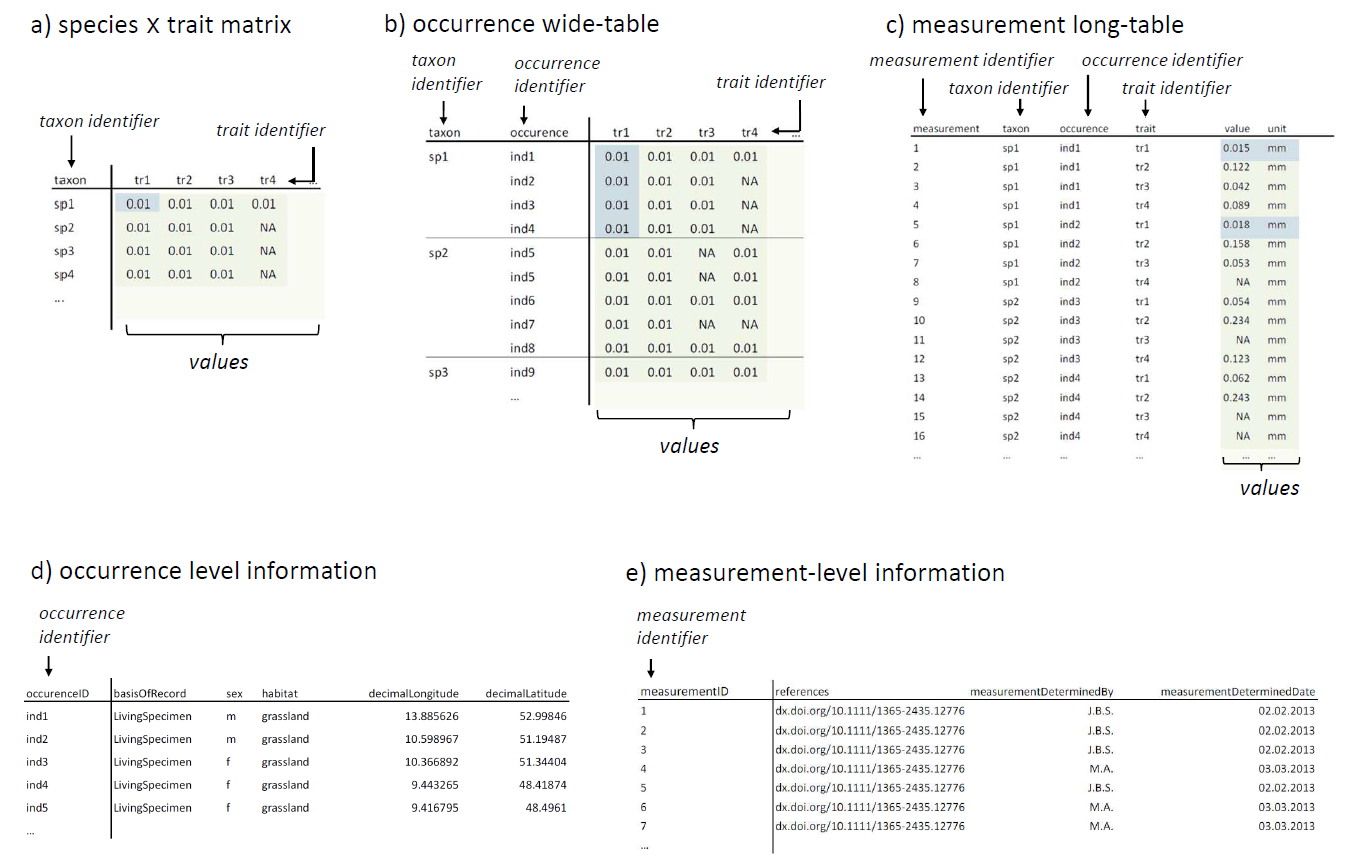 a) species X trait matrix
taxon identifier
trait identifier
taxon tr1 tr2 tr3 tr4 ...
sp1 0.01 0.01 0.01 0.01
sp2 0.01 0.01 0.01 NA
sp3 0.01 0.01 0.01 NA
sp4 0.01 0.01 0.01 NA
...
values
b) occurrence wide-table
taxon
identifier
occurrence
identifier
trait identifier
taxon occurence tr1 tr2 tr3 tr4 ...
sp1 ind1 0.01 0.01 0.01 0.01
ind2 0.01 0.01 0.01 NA
ind3 0.01 0.01 0.01 NA
ind4 0.01 0.01 0.01 NA
sp2 ind5 0.01 0.01 NA 0.01
ind5 0.01 0.01 NA 0.01
ind6 0.01 0.01 0.01 0.01
ind7 0.01 0.01 NA NA
ind8 0.01 0.01 0.01 0.01
sp3 ind9 0.01 0.01 0.01 0.01
...
values
c) measurement long-table
measurement identifier
occurrence identifier
taxon identifier
trait identifier
measurement taxon occurence trait value unit
1 sp1 ind1 tr1 0.015 mm
2 sp1 ind1 tr2 0.122 mm
3 sp1 ind1 tr3 0.042 mm
4 sp1 ind1 tr4 0.089 mm
5 sp1 ind2 tr1 0.018 mm
6 sp1 ind2 tr2 0.158 mm
7 sp1 ind2 tr3 0.053 mm
8 sp1 ind2 tr4 NA mm
9 sp2 ind3 tr1 0.054 mm
10 sp2 ind3 tr2 0.234 mm
11 sp2 ind3 tr3 NA mm
12 sp2 ind3 tr4 0.123 mm
13 sp2 ind4 tr1 0.062 mm
14 sp2 ind4 tr2 0.243 mm
15 sp2 ind4 tr3 NA mm
16 sp2 ind4 tr4 NA mm
... ... ... ... ... ...
values
d) occurrence level information
occurrence
identifier
occurenceID basisOfRecord sex habitat decimalLongitude decimalLatitude
ind1 LivingSpecimen m grassland 13.885626 52.99846
ind2 LivingSpecimen m grassland 10.598967 51.19487
ind3 LivingSpecimen f grassland 10.366892 51.34404
ind4 LivingSpecimen f grassland 9.443265 48.41874
ind5 LivingSpecimen f grassland 9.416795 48.4961
...
e) measurement-level information
measurement
identifier
measurementID references measurementDeterminedBy measurementDeterminedDate
1 dx.doi.org/10.1111/1365-2435.12776 J.B.S. 02.02.2013
2 dx.doi.org/10.1111/1365-2435.12776 J.B.S. 02.02.2013
3 dx.doi.org/10.1111/1365-2435.12776 J.B.S. 02.02.2013
4 dx.doi.org/10.1111/1365-2435.12776 M.A. 03.03.2013
5 dx.doi.org/10.1111/1365-2435.12776 J.B.S. 02.02.2013
6 dx.doi.org/10.1111/1365-2435.12776 M.A. 03.03.2013
7 dx.doi.org/10.1111/1365-2435.12776 M.A. 03.03.2013
...